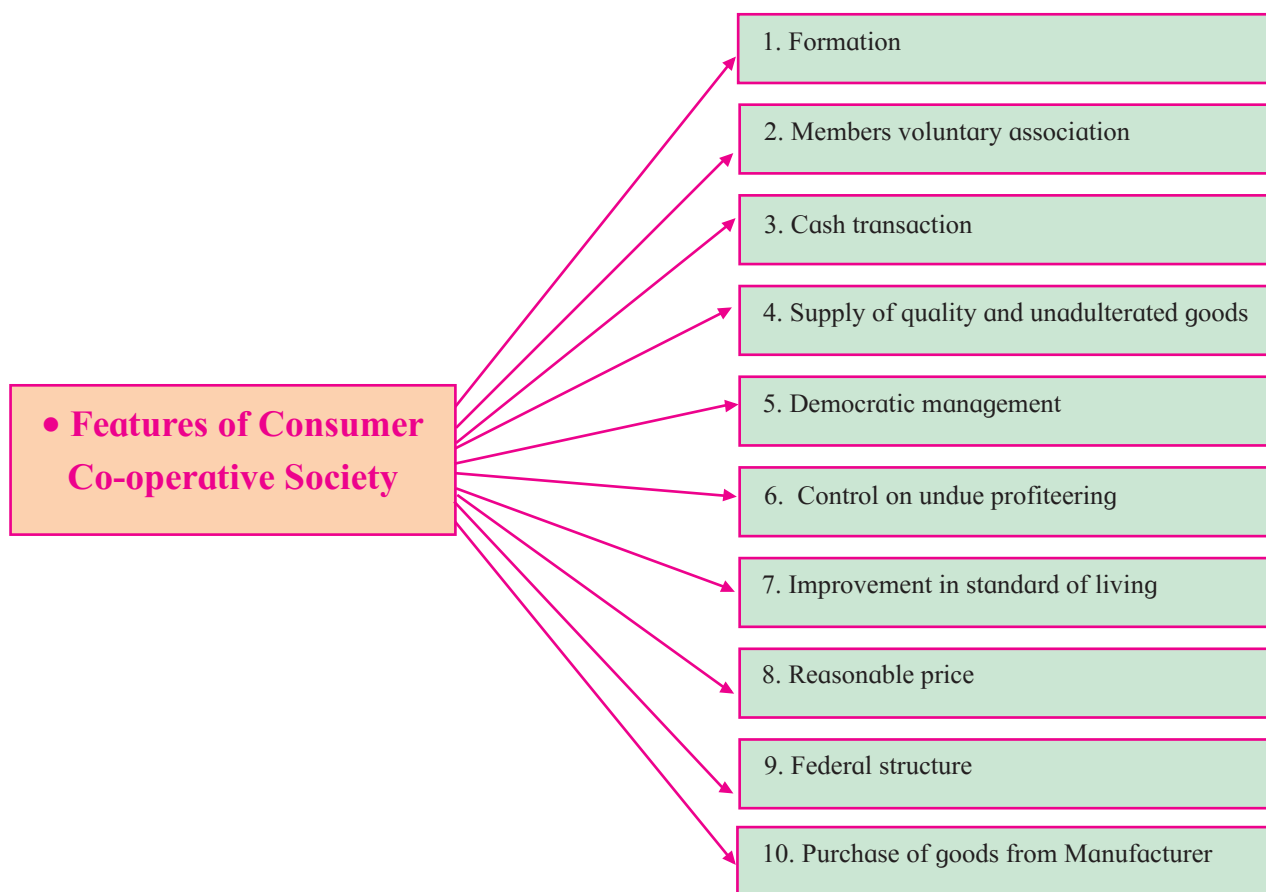 • Features of Consumer
Co-operative Society
1. Formation
2. Members voluntary association
3. Cash transaction
4. Supply of quality and unadulterated goods
5. Democratic management
6. Control on undue profiteering
7. Improvement in standard of living
8. Reasonable price
9. Federal structure
10. Purchase of goods from Manufacturer